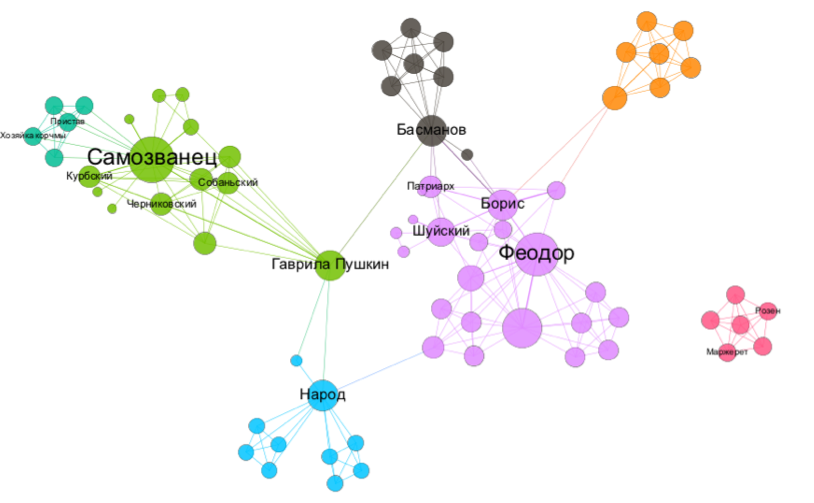 Басманов
Пристав
Хозяйка корчмы
Самозванец
Курбский
Собаньский
Патриарх
Черниковский
Борис
Шуйский
Феодор
Гаврила Пушкин
Розен
Маржерет
Народ